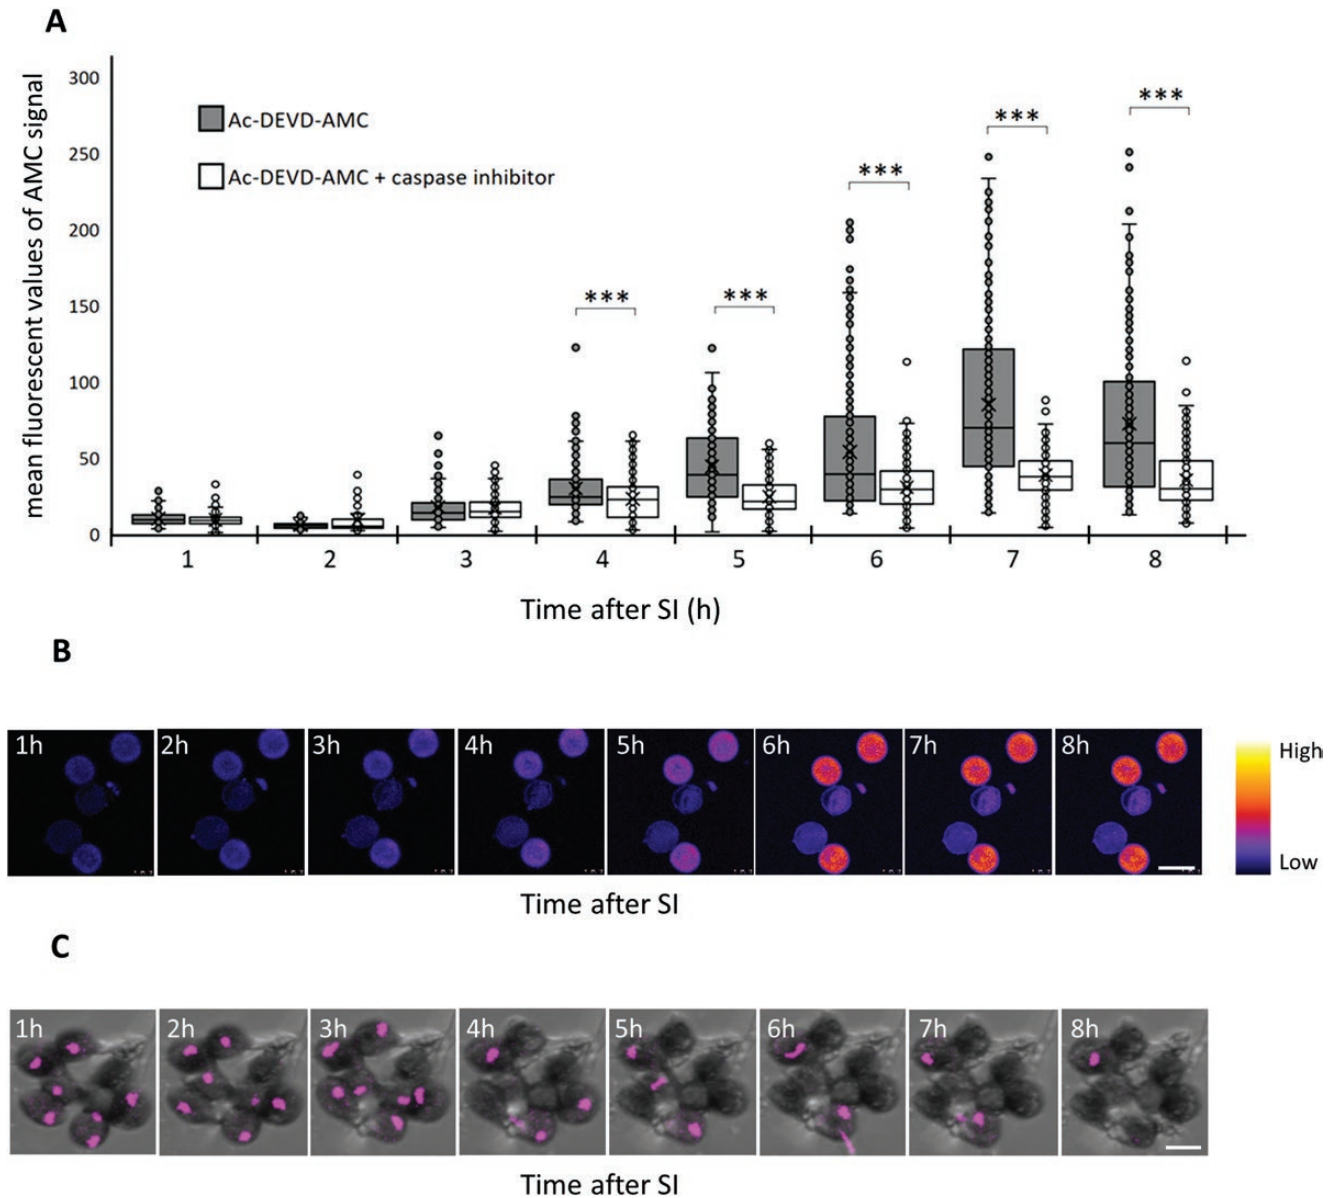 A
mean fluorescent values of AMC signal
300
250
200
150
100
50
0
Ac-DEVD-AMC
Ac-DEVD-AMC + caspase inhibitor
***
***
***
***
***
1 2 3 4 5 6 7 8
Time after SI (h)
B
1h 2h 3h 4h 5h 6h 7h 8h
High
Low
Time after SI
C
1h 2h 3h 4h 5h 6h 7h 8h
Time after SI